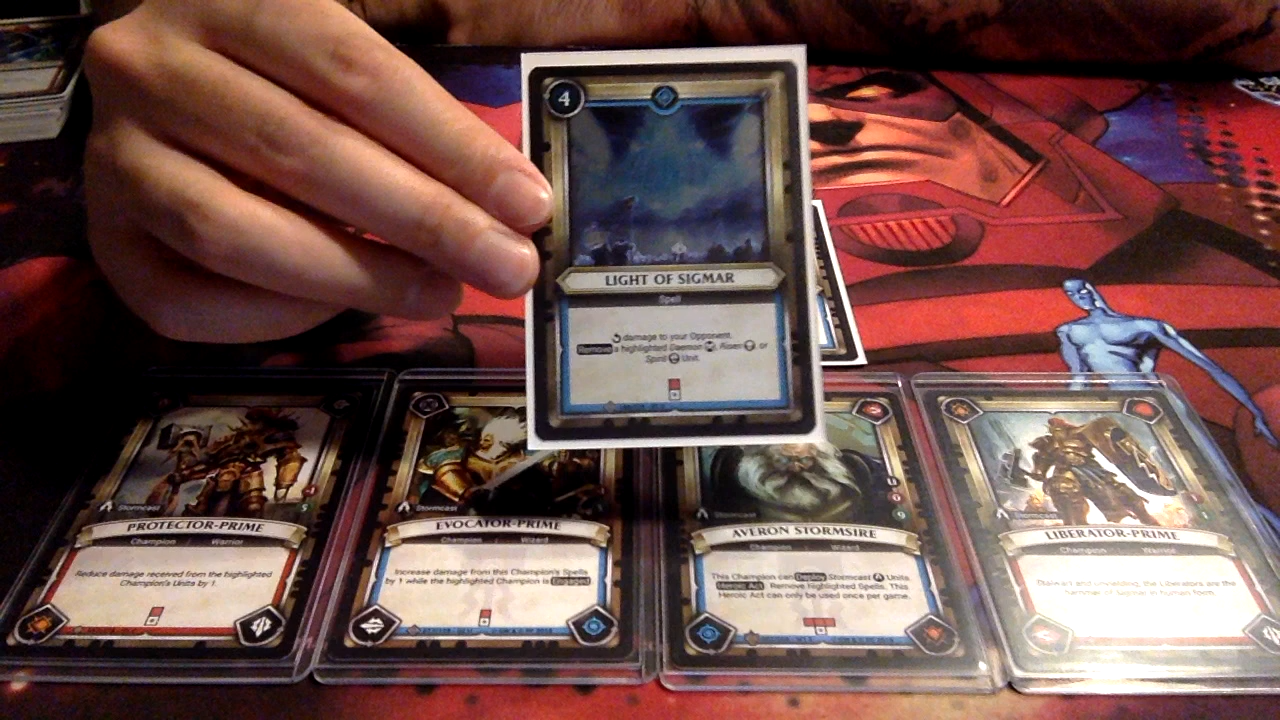 4
LIGHT OF SIGMAR
Spell
damage to your Opponent.
Remove a highlighted Daemon, Risen, or
Spirit Unit.
Stormcast
5
PROTECTOR-PRIME
Champion Warrior
Reduce damage received from the highlighted
Champion's Units by 1.
Stormcast
EVOCATOR-PRIME
Champion Wizard
Increase damage from this Champion's Spells
by 1 while the highlighted Champion is Engaged
Stormcast
9
AVERON STORMSIRE
Champion Wizard
This Champion can Deploy Stormcast Units.
Heroic Act Remove highlighted Spells. This
Heroic Act can only be used once per game.
Stormcast
LIBERATOR-PRIME
Champion Warrior
Stalwart and unyielding, the Liberators are the
hammer of Sigmar in human form.